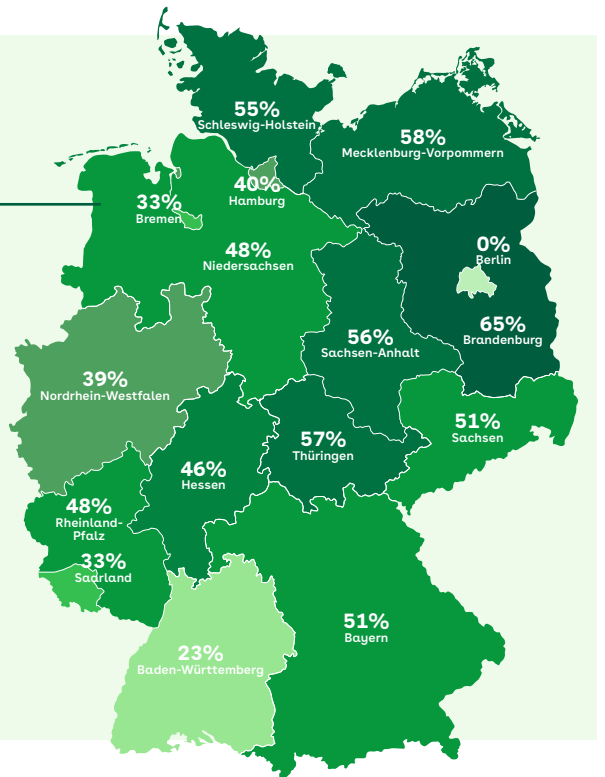 55%
Schleswig-Holstein
58%
Mecklenburg-Vorpommern
40%
Hamburg
33%
Bremen
48%
Niedersachsen
0%
Berlin
65%
Brandenburg
56%
Sachsen-Anhalt
39%
Nordrhein-Westfalen
51%
Sachsen
57%
Thüringen
46%
Hessen
48%
Rheinland-
Pfalz
33%
Saarland
51%
Bayern
23%
Baden-Württemberg